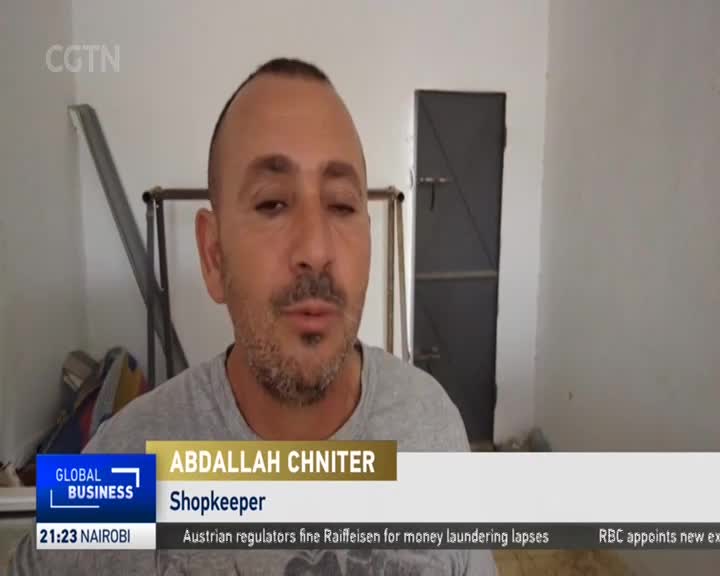 CGTN
ABDALLAH CHNITER
GLOBAL
BUSINESS
Shopkeeper
21:23 NAIROBI
Austrian regulators fine Raiffeisen for money laundering lapses
RBC appoints new ex